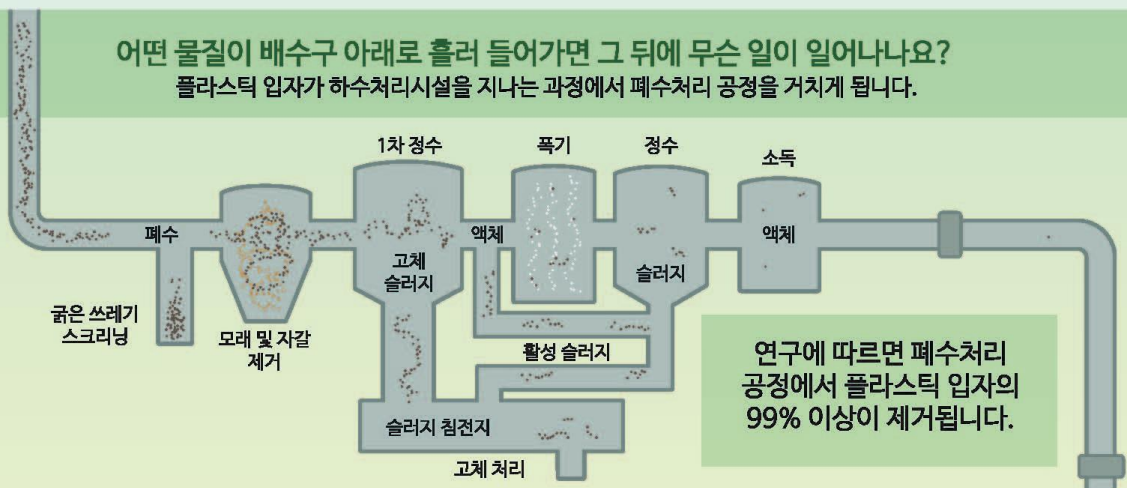 어떤 물질이 배수구 아래로 흘러 들어가면 그 뒤에 무슨 일이 일어나나요?
플라스틱 입자가 하수처리시설을 지나는 과정에서 폐수처리 공정을 거치게 됩니다.
1차 정수
폭기
정수
소독
폐수
액체
액체
고체
슬러지
슬러지
굵은 쓰레기
스크리닝
모래 및 자갈
제거
활성 슬러지
슬러지 침전지
고체 처리
연구에 따르면 폐수처리
공정에서 플라스틱 입자의
99% 이상이 제거됩니다.